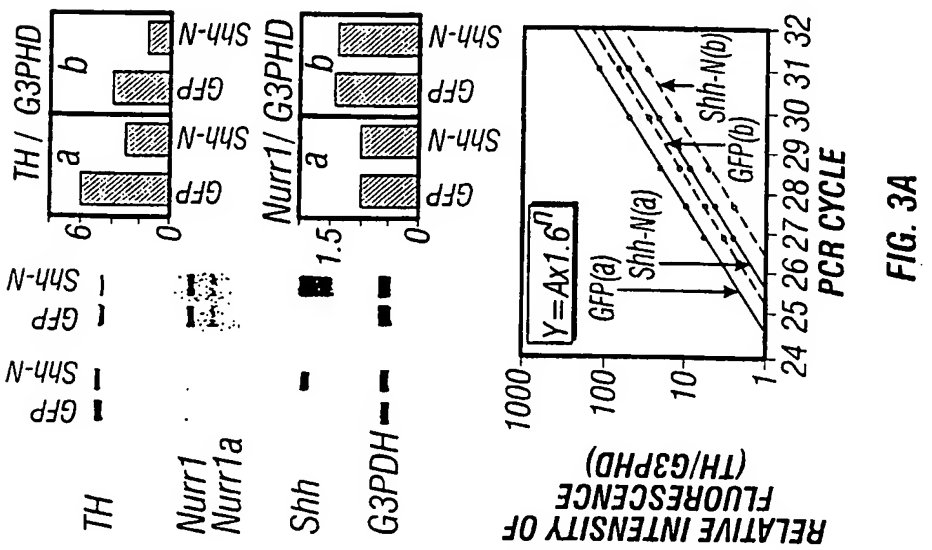 GFP Shh-N GFP Shh-N
TH
Nurr1
Nurr1a
Shh
G3PDH
TH / G3PHD
6
0
a
b
GFP Shh-N GFP Shh-N
Nurr1/ G3PHD
1.5
0
a
b
GFP Shh-N GFP Shh-N
RELATIVE INTENSITY OF
FLUORESCENCE
(TH/G3PHD)
1000
100
10
1
Y=Ax1.6^n
GFP(a)
Shh-N(a)
GFP(b)
Shh-N(b)
24 25 26 27 28 29 30 31 32
PCR CYCLE
FIG. 3A